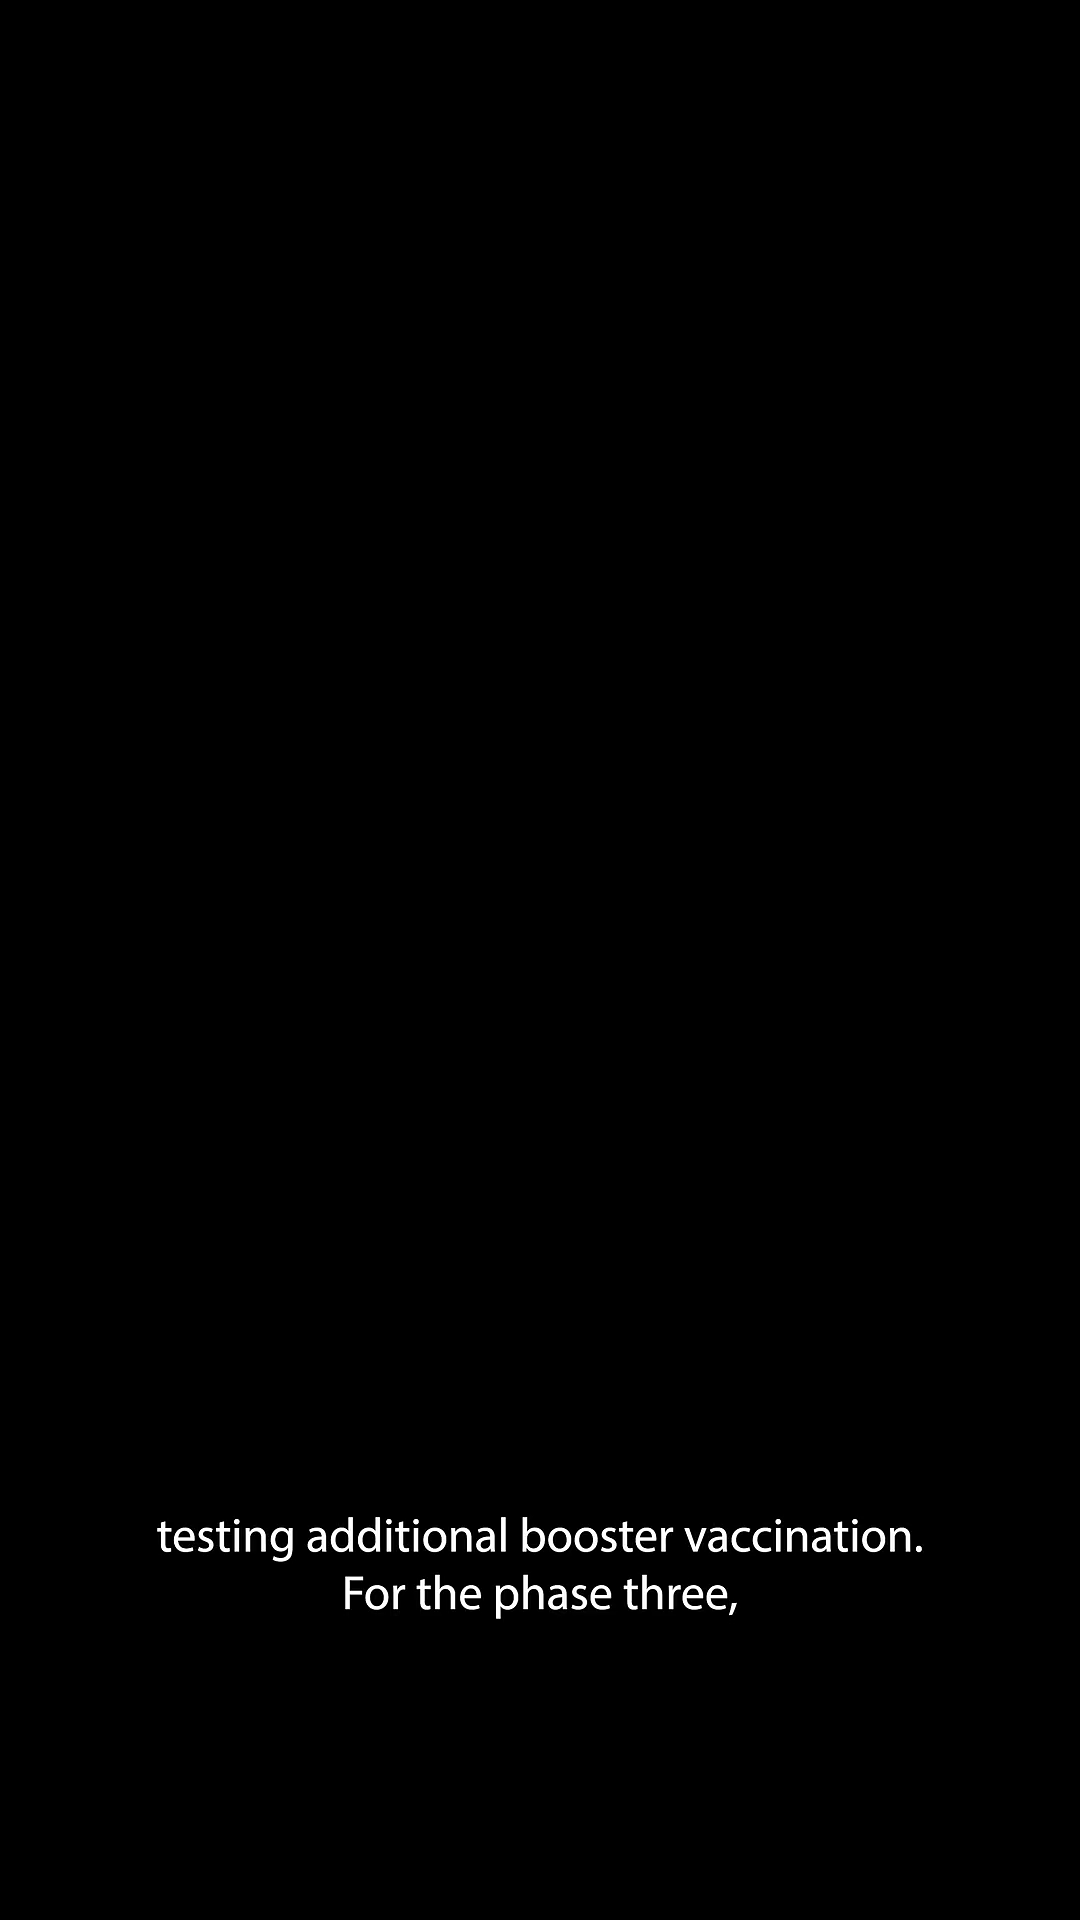 testing additional booster vaccination.
For the phase three,